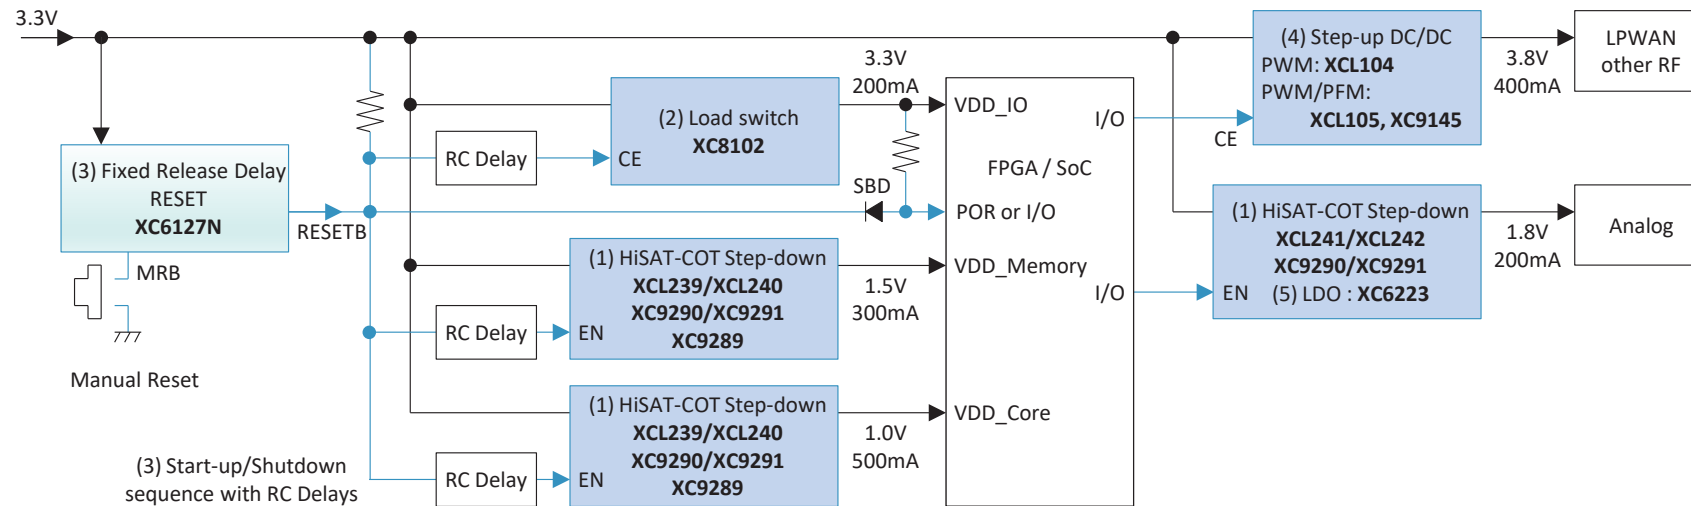 3.3V
(3) Fixed Release Delay
RESET
XC6127N
RESETB
MRB
Manual Reset
(3) Start-up/Shutdown
sequence with RC Delays
RC Delay
CE
(2) Load switch
XC8102
3.3V
200mA
SBD
RC Delay
EN
(1) HiSAT-COT Step-down
XCL239/XCL240
XC9290/XC9291
XC9289
1.5V
300mA
RC Delay
EN
(1) HiSAT-COT Step-down
XCL239/XCL240
XC9290/XC9291
XC9289
1.0V
500mA
VDD_IO
I/O
FPGA / SoC
POR or I/O
VDD_Memory
I/O
VDD_Core
(4) Step-up DC/DC
PWM: XCL104
PWM/PFM:
XCL105, XC9145
CE
3.8V
400mA
LPWAN
other RF
(1) HiSAT-COT Step-down
XCL241/XCL242
XC9290/XC9291
EN
(5) LDO : XC6223
1.8V
200mA
Analog